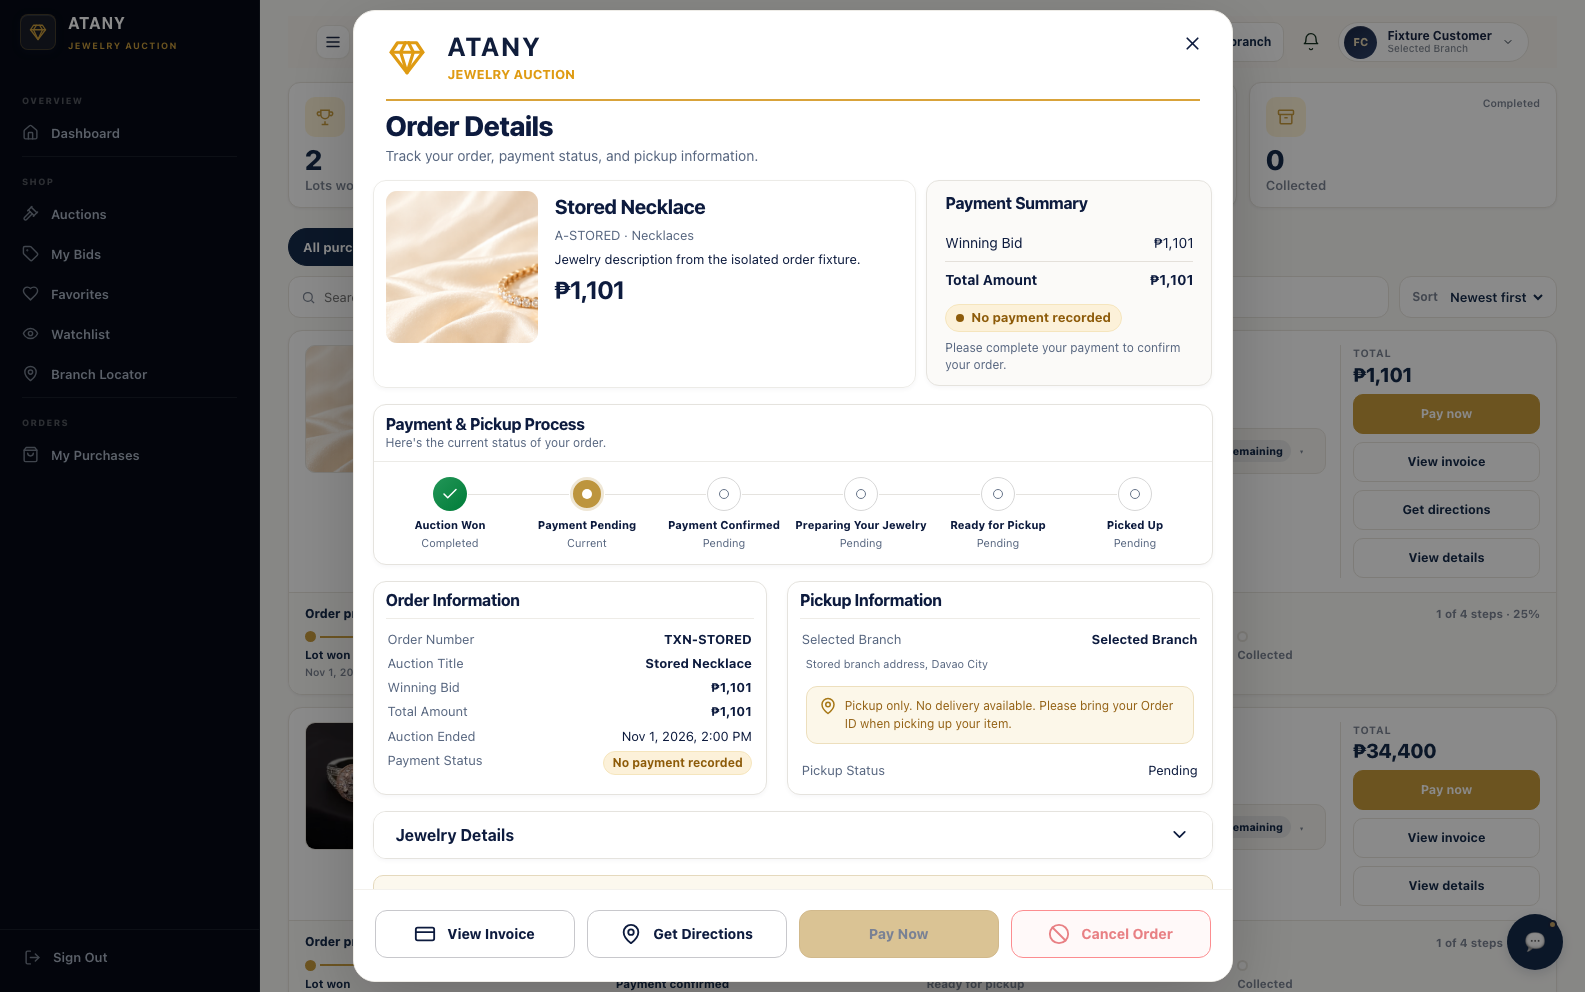 ATANY
JEWELRY AUCTION
OVERVIEW
Dashboard
SHOP
Auctions
My Bids
Favorites
Watchlist
Branch Locator
ORDERS
My Purchases
Sign Out
FC
Fixture Customer
Selected Branch
2
Completed
0
Collected
Sort
Newest first
TOTAL
₱1,101
Pay now
View invoice
Get directions
View details
1 of 4 steps · 25%
Lot won
Collected
TOTAL
₱34,400
Pay now
View invoice
View details
1 of 4 steps
Lot won
Payment confirmed
Ready for pickup
Collected
ATANY
JEWELRY AUCTION
Order Details
Track your order, payment status, and pickup information.
Stored Necklace
A-STORED · Necklaces
Jewelry description from the isolated order fixture.
₱1,101
Payment Summary
Winning Bid ₱1,101
Total Amount ₱1,101
No payment recorded
Please complete your payment to confirm
your order.
Payment & Pickup Process
Here's the current status of your order.
Auction Won
Completed
Payment Pending
Current
Payment Confirmed
Pending
Preparing Your Jewelry
Pending
Ready for Pickup
Pending
Picked Up
Pending
Order Information
Order Number TXN-STORED
Auction Title Stored Necklace
Winning Bid ₱1,101
Total Amount ₱1,101
Auction Ended Nov 1, 2026, 2:00 PM
Payment Status No payment recorded
Pickup Information
Selected Branch Selected Branch
Stored branch address, Davao City
Pickup only. No delivery available. Please bring your Order
ID when picking up your item.
Pickup Status Pending
Jewelry Details
View Invoice
Get Directions
Pay Now
Cancel Order